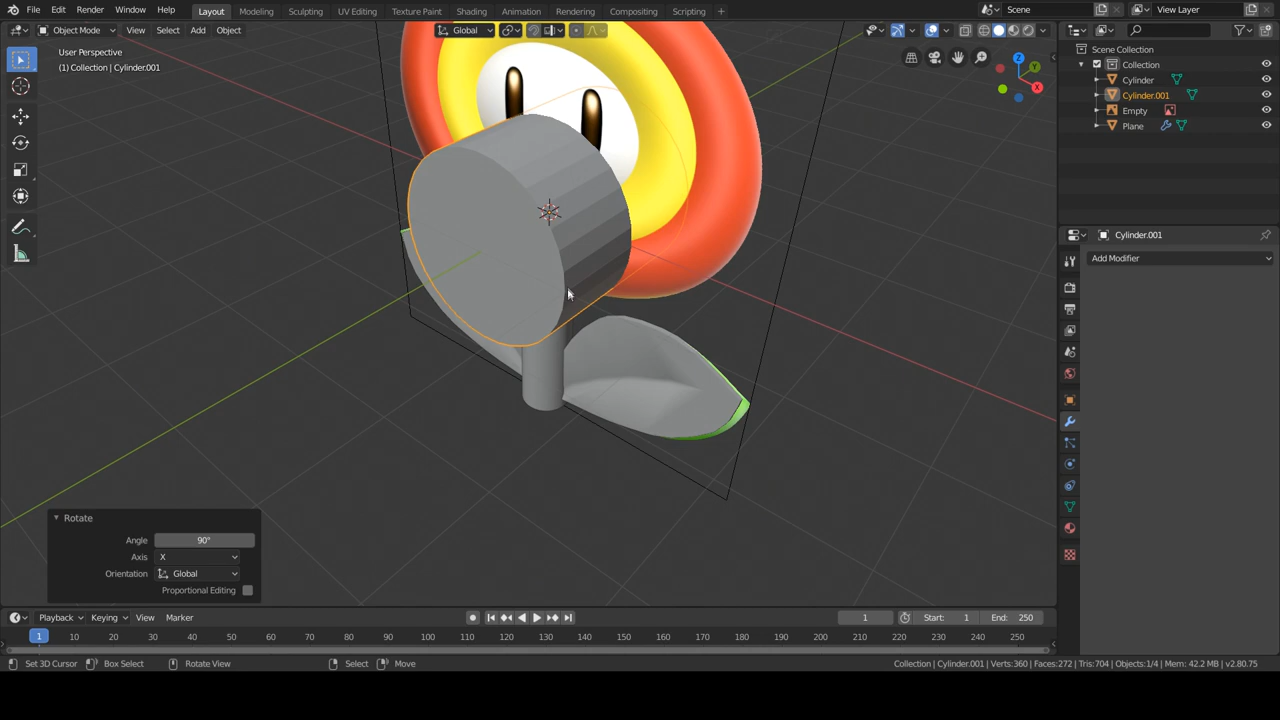 File Edit Render Window Help Layout Modeling Sculpting UV Editing Texture Paint Shading Animation Rendering Compositing Scripting + Scene View Layer
Object Mode View Select Add Object Global
User Perspective
(1) Collection | Cylinder.001
Z
Y
X
Scene Collection
Collection
Cylinder
Cylinder.001
Empty
Plane
Cylinder.001
Add Modifier
Rotate
Angle 90°
Axis X
Orientation Global
Proportional Editing
Playback Keying View Marker 1 Start: 1 End: 250
1 10 20 30 40 50 60 70 80 90 100 110 120 130 140 150 160 170 180 190 200 210 220 230 240 250
Set 3D Cursor Box Select Rotate View Select Move Collection | Cylinder.001 | Verts:360 | Faces:272 | Tris:704 | Objects:1/4 | Mem: 42.2 MB | v2.80.75